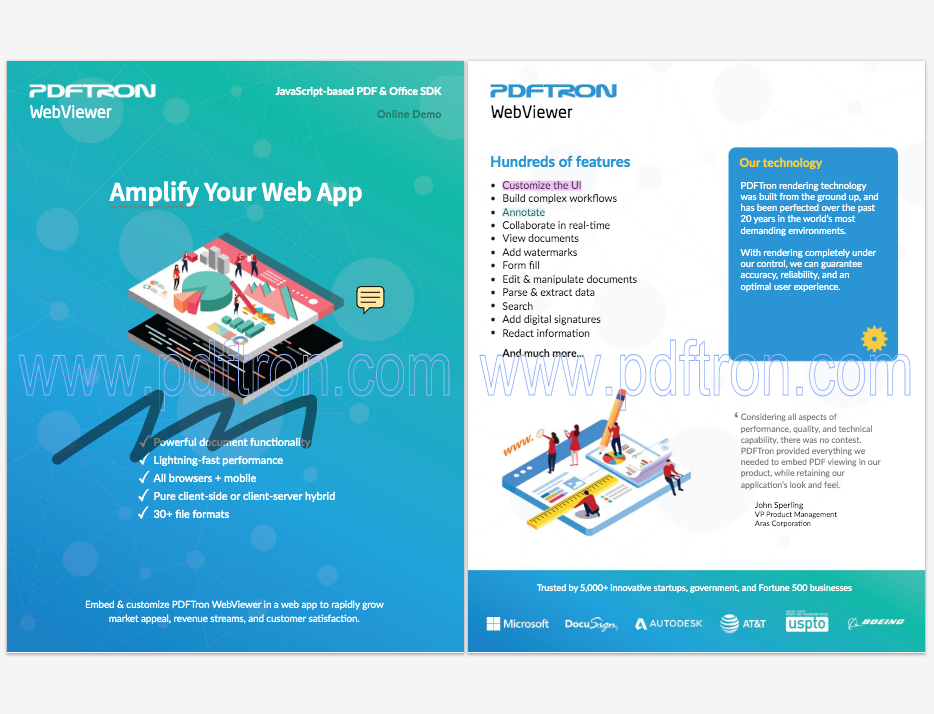 PDFTRON
WebViewer
JavaScript-based PDF & Office SDK
Online Demo
Amplify Your Web App
www.pdftron.com
✓ Powerful document functionality
✓ Lightning-fast performance
✓ All browsers + mobile
✓ Pure client-side or client-server hybrid
✓ 30+ file formats
Embed & customize PDFTron WebViewer in a web app to rapidly grow
market appeal, revenue streams, and customer satisfaction.
PDFTRON
WebViewer
Hundreds of features
• Customize the UI
• Build complex workflows
• Annotate
• Collaborate in real-time
• View documents
• Add watermarks
• Form fill
• Edit & manipulate documents
• Parse & extract data
• Search
• Add digital signatures
• Redact information
And much more...
Our technology
PDFTron rendering technology
was built from the ground up, and
has been perfected over the past
20 years in the world's most
demanding environments.
With rendering completely under
our control, we can guarantee
accuracy, reliability, and an
optimal user experience.
www.pdftron.com
www.
‘ Considering all aspects of
performance, quality, and technical
capability, there was no contest.
PDFTron provided everything we
needed to embed PDF viewing in our
product, while retaining our
application's look and feel.
John Sperling
VP Product Management
Aras Corporation
Trusted by 5,000+ innovative startups, government, and Fortune 500 businesses
Microsoft
DocuSign
AUTODESK
AT&T
uspto
BOEING